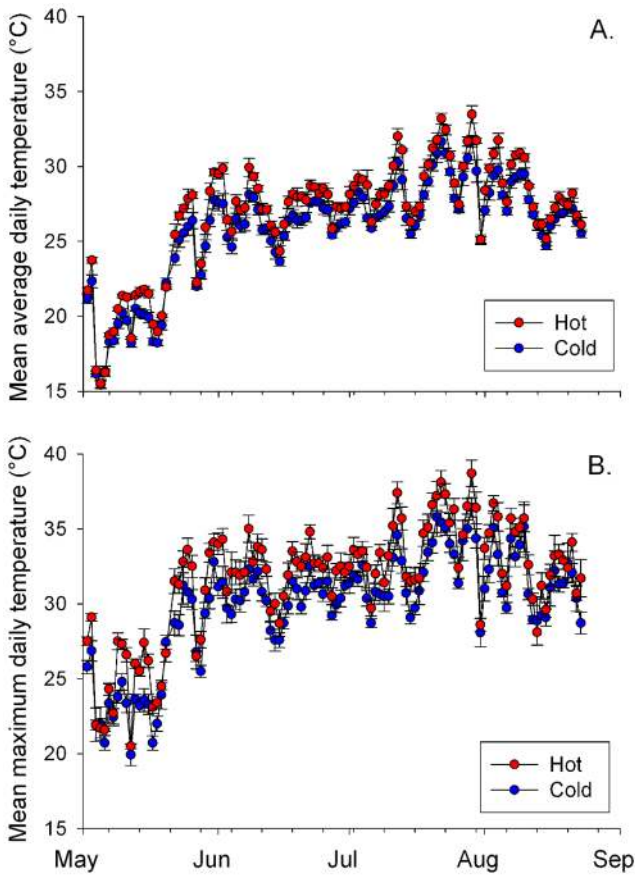 A.
Mean average daily temperature (°C)
40
35
30
25
20
15
Hot
Cold
B.
Mean maximum daily temperature (°C)
40
35
30
25
20
15
Hot
Cold
May Jun Jul Aug Sep